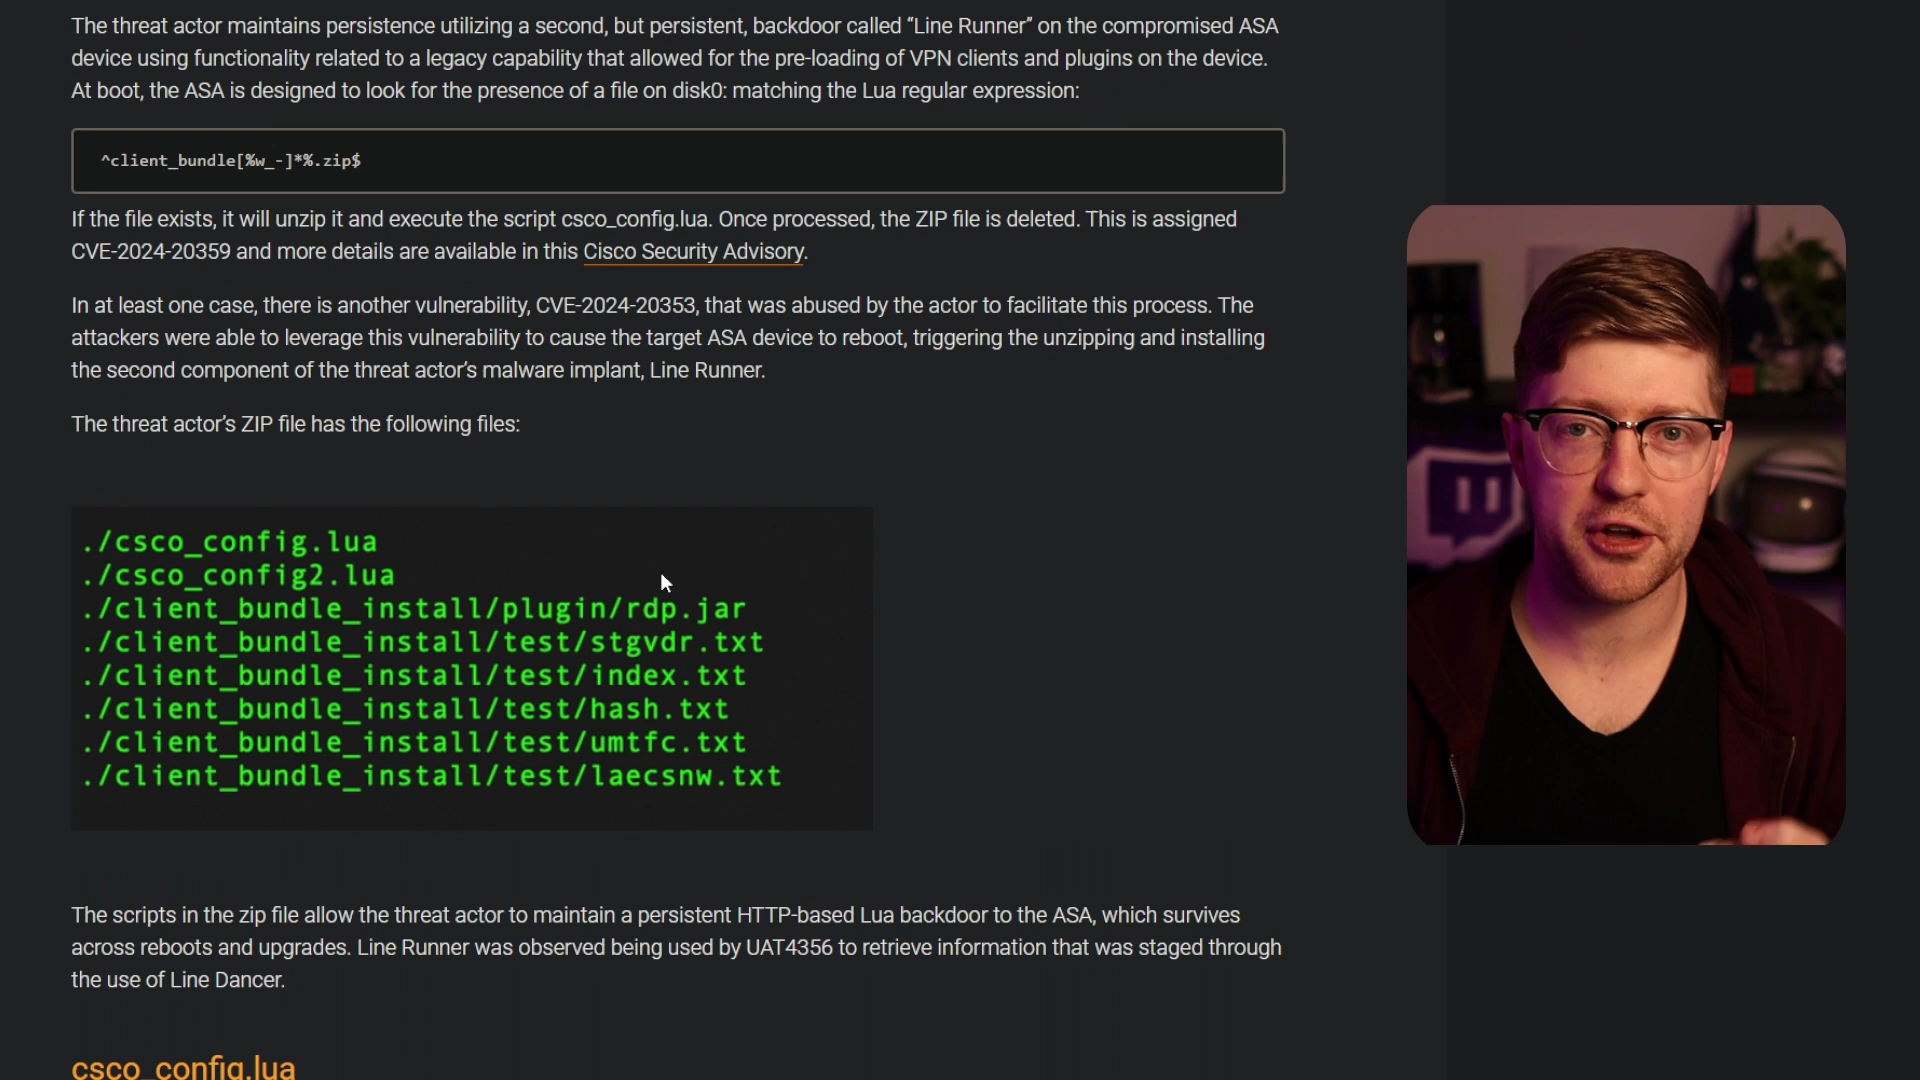 The threat actor maintains persistence utilizing a second, but persistent, backdoor called “Line Runner” on the compromised ASA
device using functionality related to a legacy capability that allowed for the pre-loading of VPN clients and plugins on the device.
At boot, the ASA is designed to look for the presence of a file on disk0: matching the Lua regular expression:
^client_bundle[%w_-]*%.zip$
If the file exists, it will unzip it and execute the script csco_config.lua. Once processed, the ZIP file is deleted. This is assigned
CVE-2024-20359 and more details are available in this Cisco Security Advisory.
In at least one case, there is another vulnerability, CVE-2024-20353, that was abused by the actor to facilitate this process. The
attackers were able to leverage this vulnerability to cause the target ASA device to reboot, triggering the unzipping and installing
the second component of the threat actor’s malware implant, Line Runner.
The threat actor’s ZIP file has the following files:
./csco_config.lua
./csco_config2.lua
./client_bundle_install/plugin/rdp.jar
./client_bundle_install/test/stgvdr.txt
./client_bundle_install/test/index.txt
./client_bundle_install/test/hash.txt
./client_bundle_install/test/umtfc.txt
./client_bundle_install/test/laecsnw.txt
The scripts in the zip file allow the threat actor to maintain a persistent HTTP-based Lua backdoor to the ASA, which survives
across reboots and upgrades. Line Runner was observed being used by UAT4356 to retrieve information that was staged through
the use of Line Dancer.
csco_config.lua